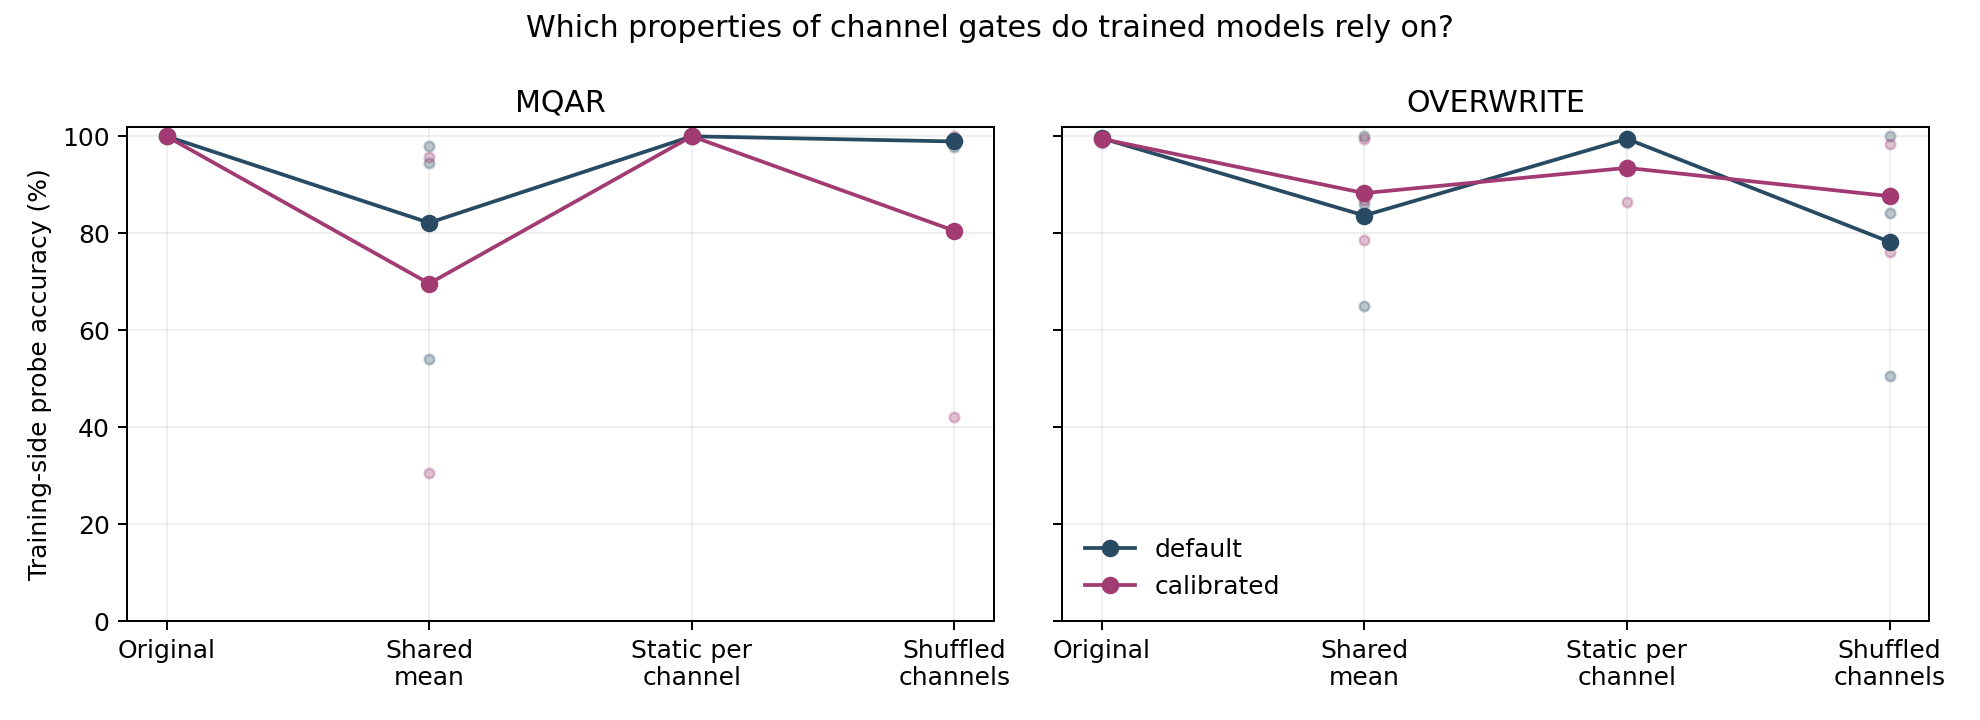 Which properties of channel gates do trained models rely on?
MQAR
OVERWRITE
Training-side probe accuracy (%)
100
80
60
40
20
0
default
calibrated
Original
Shared
mean
Static per
channel
Shuffled
channels
Original
Shared
mean
Static per
channel
Shuffled
channels